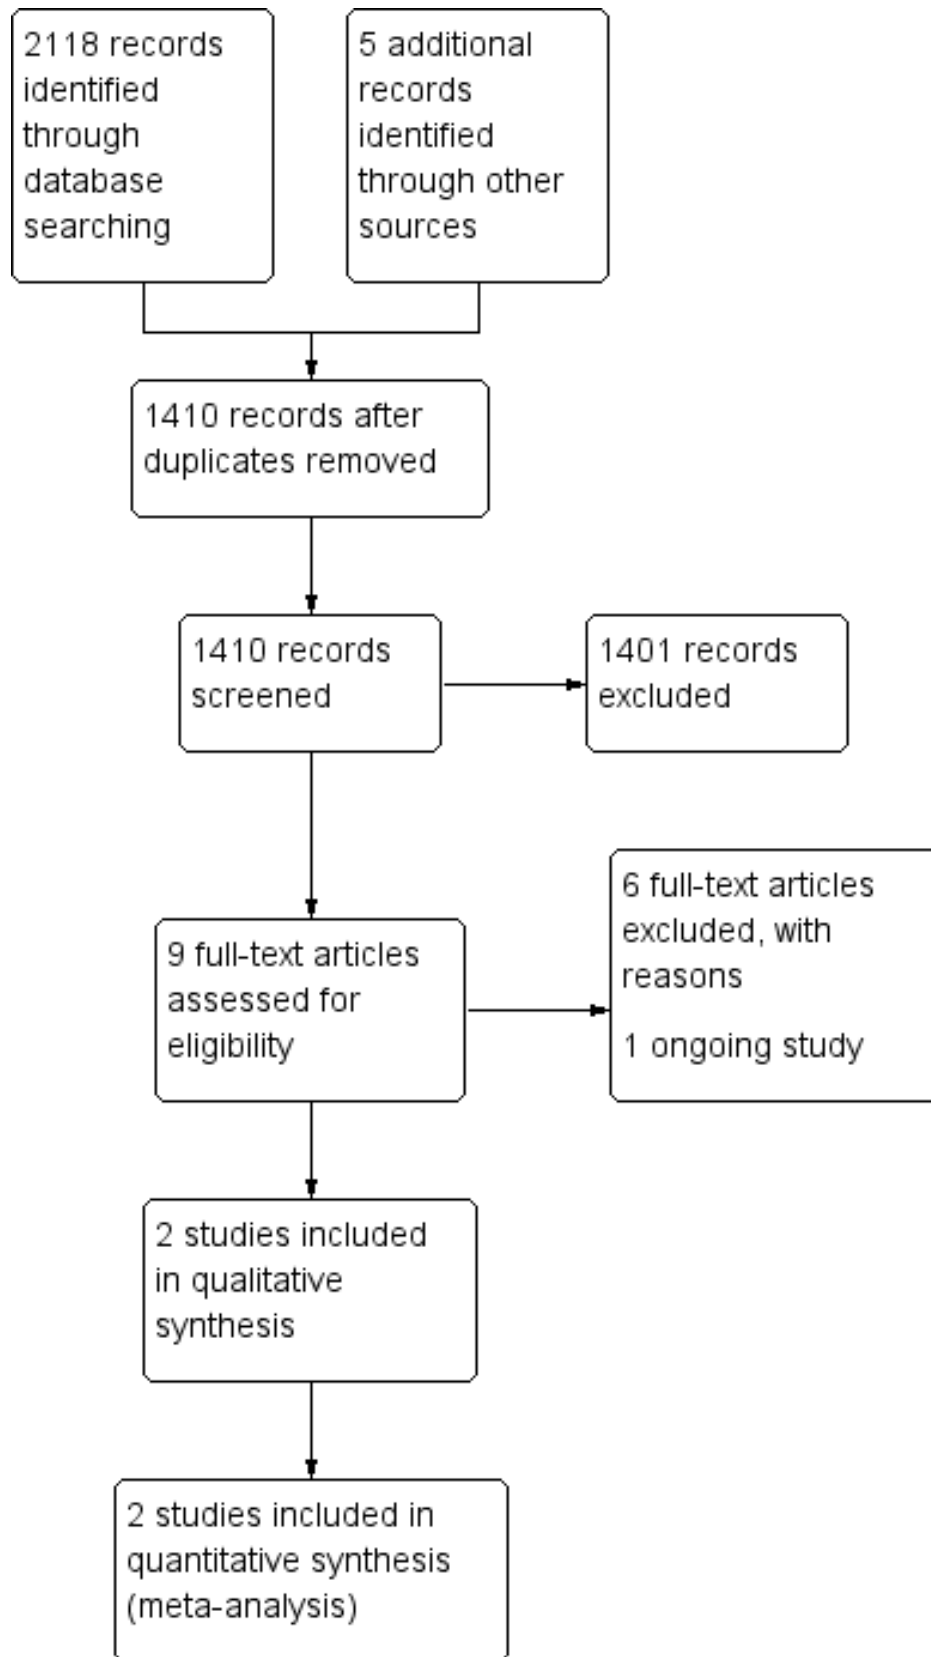 2118 records
identified
through
database
searching
5 additional
records
identified
through other
sources
1410 records after
duplicates removed
1410 records
screened
1401 records
excluded
9 full-text articles
assessed for
eligibility
6 full-text articles
excluded, with
reasons
1 ongoing study
2 studies included
in qualitative
synthesis
2 studies included in
quantitative synthesis
(meta-analysis)